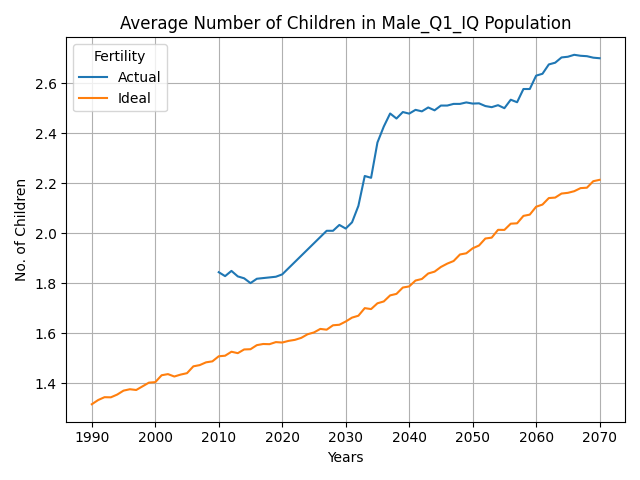 Average Number of Children in Male_Q1_IQ Population
Fertility
Actual
Ideal
No. of Children
2.6
2.4
2.2
2.0
1.8
1.6
1.4
1990 2000 2010 2020 2030 2040 2050 2060 2070
Years